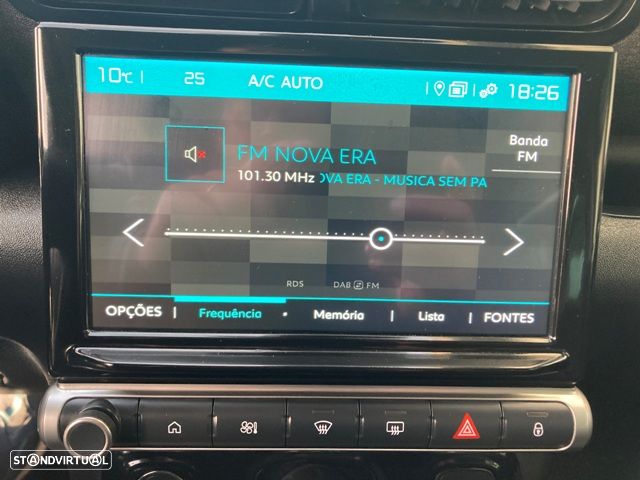 10°C | 25 A/C AUTO | | 18:26
Banda
FM
FM NOVA ERA
101.30 MHz OVA ERA - MUSICA SEM PA
RDS DAB FM
OPÇÕES | Frequência Memória | Lista | FONTES
STANDVIRTUAL